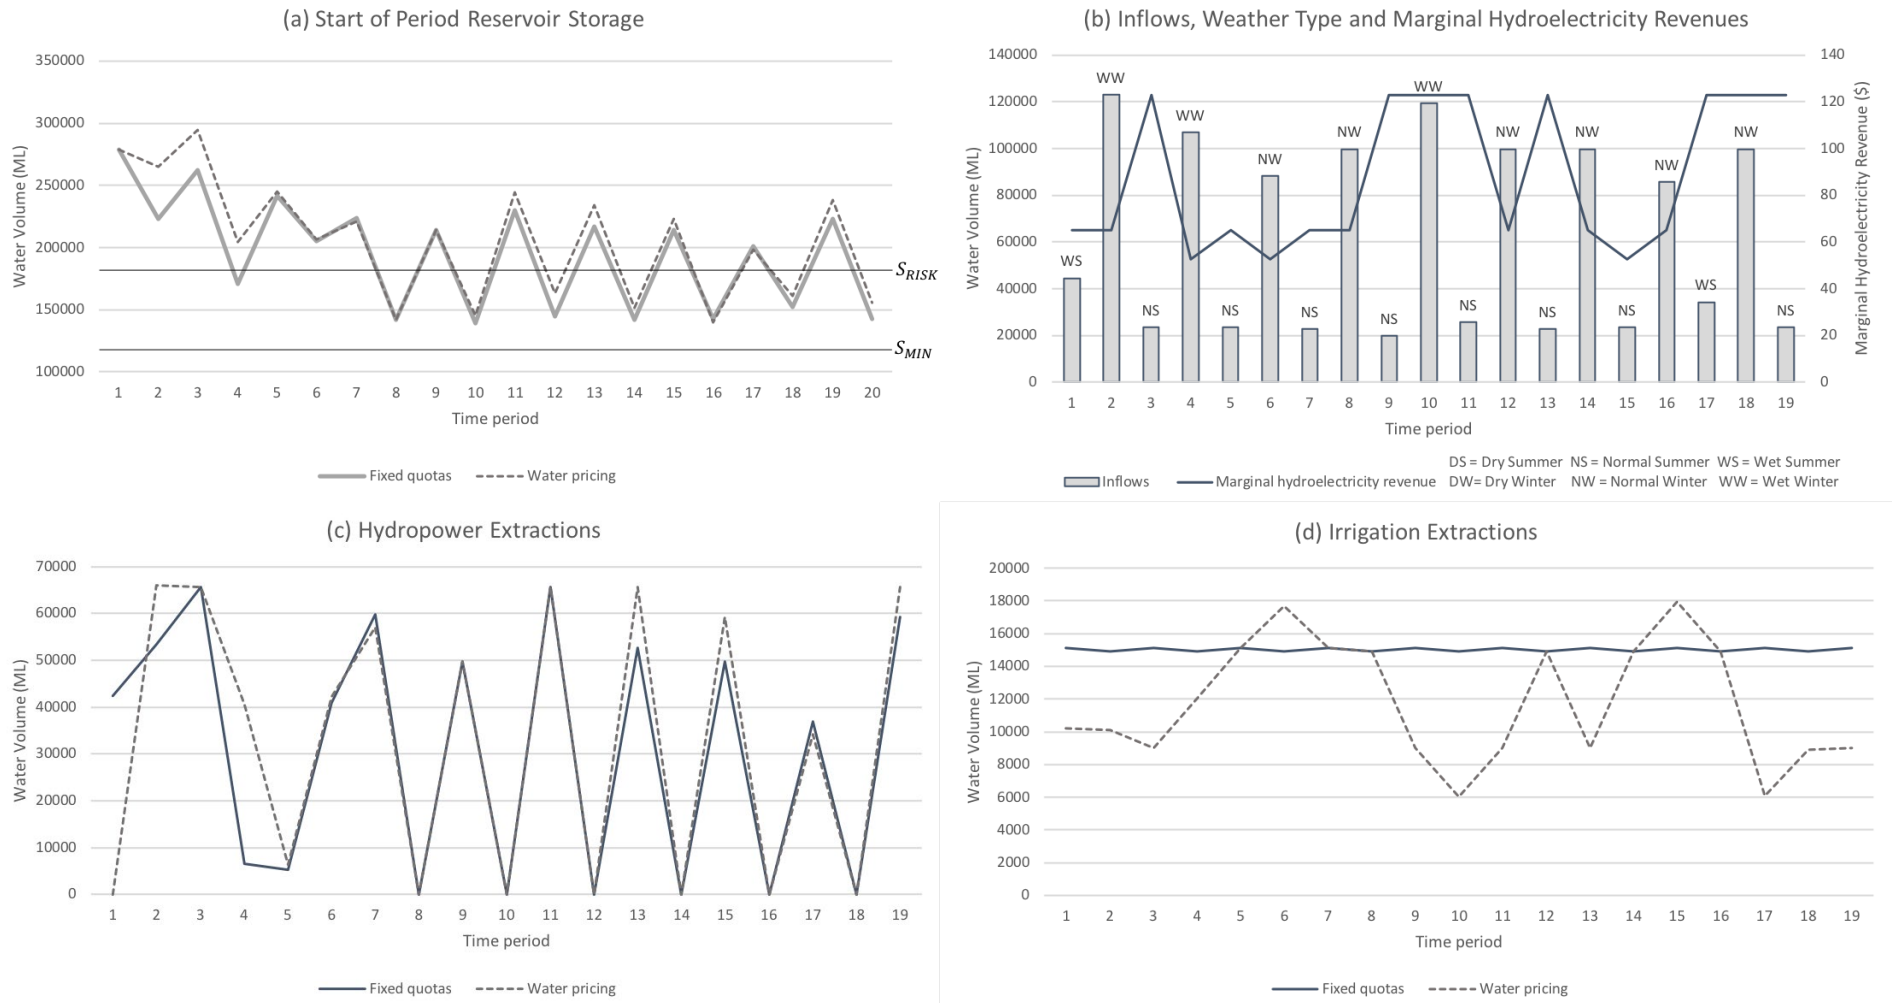 (a) Start of Period Reservoir Storage
Water Volume (ML)
350000
300000
250000
200000
150000
100000
S_RISK
S_MIN
1 2 3 4 5 6 7 8 9 10 11 12 13 14 15 16 17 18 19 20
Time period
Fixed quotas Water pricing
(b) Inflows, Weather Type and Marginal Hydroelectricity Revenues
Water Volume (ML)
140000
120000
100000
80000
60000
40000
20000
0
WS WW NS WW NS NW NS NW NS WW NS NW NS NW NS NW WS NW NS
140
120
100
80
60
40
20
0
Marginal Hydroelectricity Revenue ($)
1 2 3 4 5 6 7 8 9 10 11 12 13 14 15 16 17 18 19
Time period
DS = Dry Summer NS = Normal Summer WS = Wet Summer
Inflows Marginal hydroelectricity revenue DW= Dry Winter NW = Normal Winter WW = Wet Winter
(c) Hydropower Extractions
Water Volume (ML)
70000
60000
50000
40000
30000
20000
10000
0
1 2 3 4 5 6 7 8 9 10 11 12 13 14 15 16 17 18 19
Time period
Fixed quotas Water pricing
(d) Irrigation Extractions
Water Volume (ML)
20000
18000
16000
14000
12000
10000
8000
6000
4000
2000
0
1 2 3 4 5 6 7 8 9 10 11 12 13 14 15 16 17 18 19
Time period
Fixed quotas Water pricing